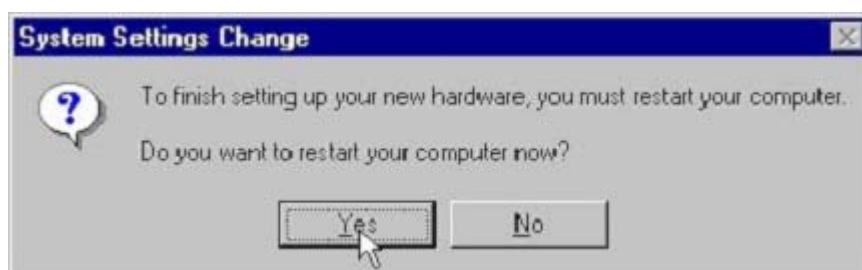 System Settings Change
To finish setting up your new hardware, you must restart your computer.
Do you want to restart your computer now?
Yes No